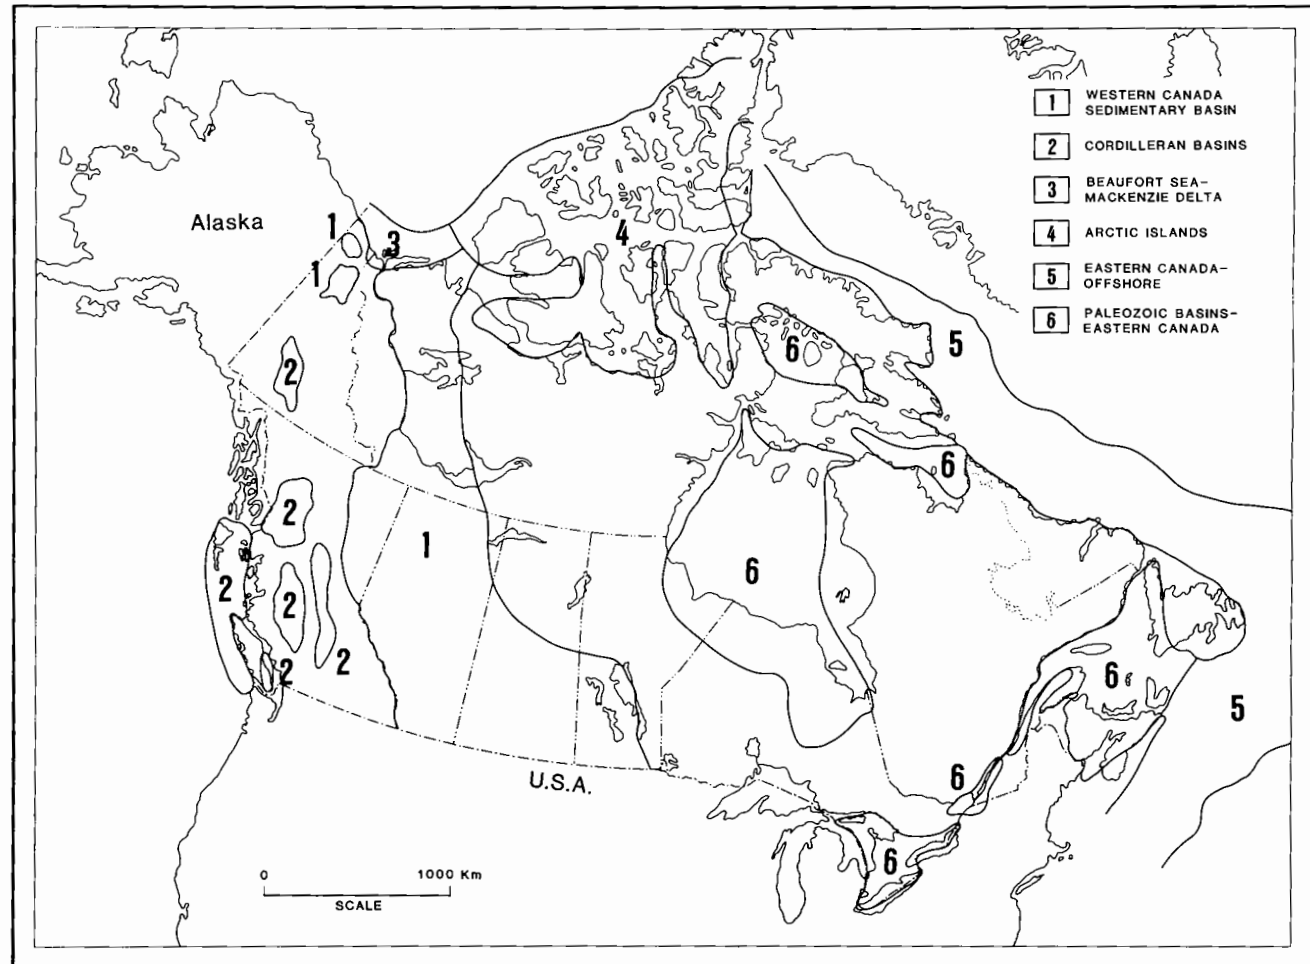 1 WESTERN CANADA
SEDIMENTARY BASIN
2 CORDILLERAN BASINS
3 BEAUFORT SEA-
MACKENZIE DELTA
4 ARCTIC ISLANDS
5 EASTERN CANADA-
OFFSHORE
6 PALEOZOIC BASINS-
EASTERN CANADA
Alaska
1
3
4
1
5
6
2
6
2
1
6
2
2
2
2
6
5
U.S.A.
6
6
0 1000 Km
SCALE